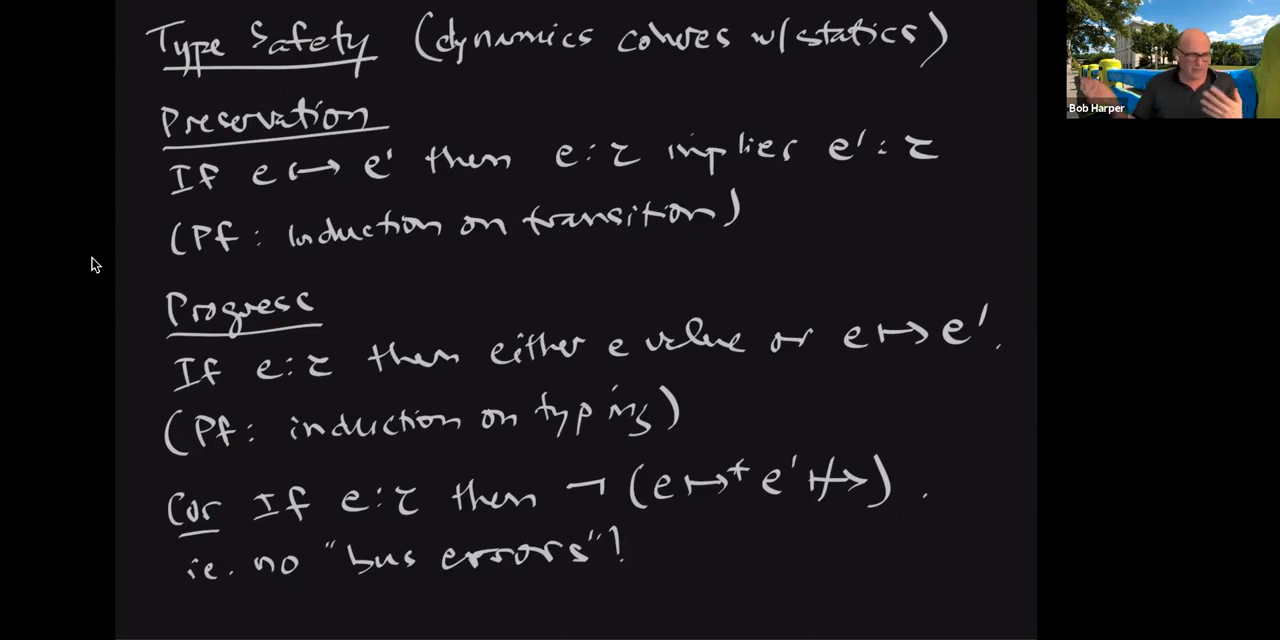 Type Safety (dynamics coheres w/statics)
Bob Harper
Preservation
If e ↦ e' then e : τ implies e' : τ
(Pf : Induction on transition)
Progress
If e : τ then either e value or e ↦ e'.
(Pf : induction on typing)
Cor If e : τ then ¬ (e ↦* e' ↦̸) .
ie. no "bus errors"!